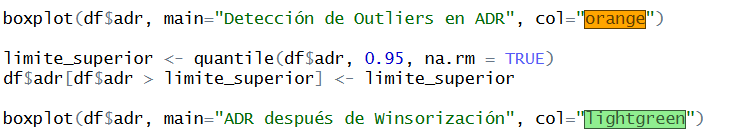 boxplot(df$adr, main="Detección de Outliers en ADR", col="orange")
limite_superior <- quantile(df$adr, 0.95, na.rm = TRUE)
df$adr[df$adr > limite_superior] <- limite_superior
boxplot(df$adr, main="ADR después de Winsorización", col="lightgreen")